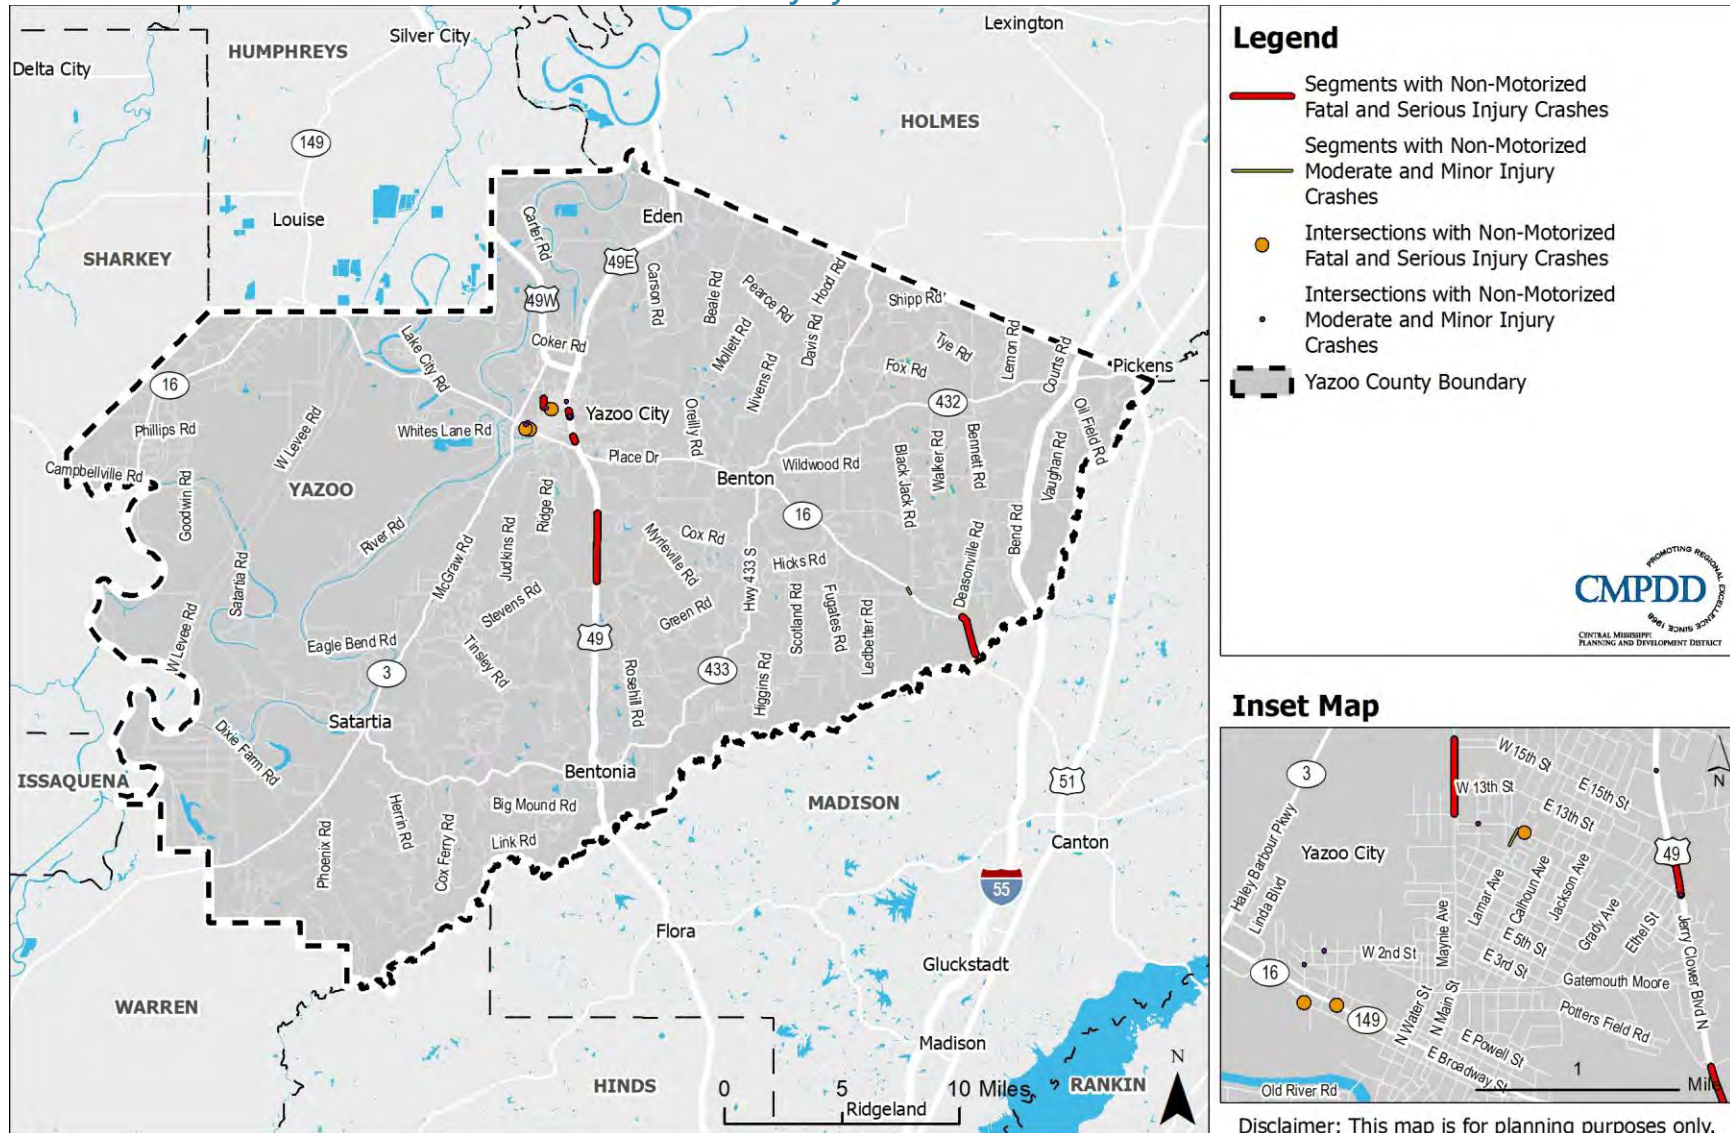 Lexington
Silver City
HUMPHREYS
Delta City
HOLMES
149
Louise
Eden
Carter Rd
SHARKEY
49E
Carson Rd
Beale Rd
Pearce Rd
Hood Rd
Shipp Rd
49W
Coker Rd
Mollett Rd
Davis Rd
Tye Rd
Lemon Rd
Courts Rd
Lake City Rd
Nivens Rd
Fox Rd
Pickens
16
432
Yazoo City
Oreilly Rd
Oil Field Rd
Phillips Rd
W Levee Rd
Whites Lane Rd
Place Dr
Wildwood Rd
Black Jack Rd
Walker Rd
Bennett Rd
Vaughan Rd
Campbellville Rd
Goodwin Rd
YAZOO
Benton
Ridge Rd
16
River Rd
Judkins Rd
Cox Rd
Myrleville Rd
Bend Rd
McGraw Rd
Hwy 433 S
Hicks Rd
Deasonville Rd
Satartia Rd
Stevens Rd
Green Rd
Scotland Rd
Fugates Rd
W Levee Rd
Eagle Bend Rd
49
Ledbetter Rd
3
Tinsley Rd
Rosehill Rd
433
Higgins Rd
Satartia
Dixie Farm Rd
ISSAQUENA
Bentonia
51
MADISON
Herrin Rd
Big Mound Rd
Phoenix Rd
Cox Ferry Rd
Link Rd
Canton
55
Flora
Gluckstadt
WARREN
Madison
HINDS
RANKIN
N
0 5 10 Miles
Ridgeland
Legend
Segments with Non-Motorized
Fatal and Serious Injury Crashes
Segments with Non-Motorized
Moderate and Minor Injury
Crashes
Intersections with Non-Motorized
Fatal and Serious Injury Crashes
Intersections with Non-Motorized
Moderate and Minor Injury
Crashes
Yazoo County Boundary
PROMOTING REGIONAL EXCELLENCE SINCE 1968
CMPDD
CENTRAL MISSISSIPPI
PLANNING AND DEVELOPMENT DISTRICT
Inset Map
W 15th St
N
3
W 13th St
E 15th St
E 13th St
Haley Barbour Pkwy
Yazoo City
49
Linda Blvd
Lamar Ave
Calhoun Ave
Jackson Ave
Grady Ave
Ethel St
Maynie Ave
E 5th St
Jerry Clower Blvd N
W 2nd St
E 3rd St
16
Gatemouth Moore
149
N Water St
N Main St
Potters Field Rd
E Powell St
E Broadway St
1
Mile
Old River Rd
Disclaimer: This map is for planning purposes only.